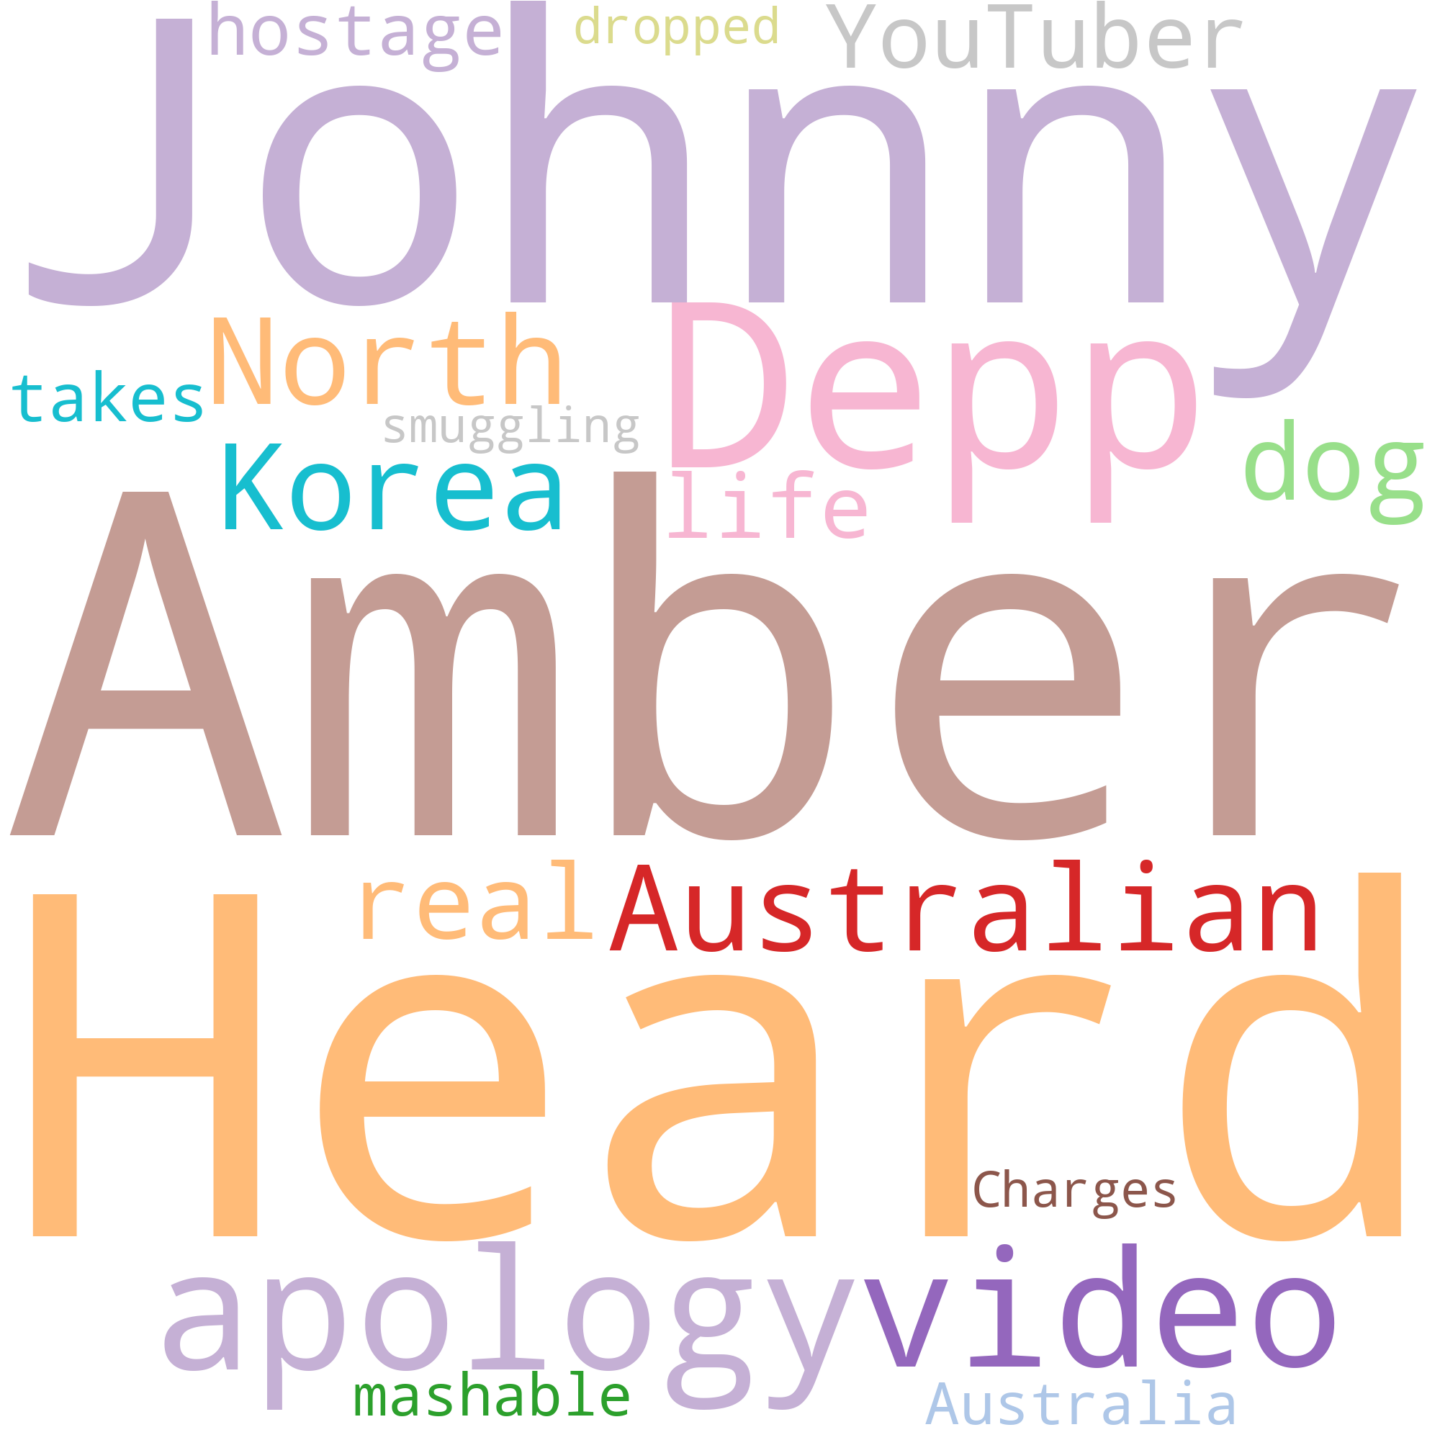 hostage dropped YouTuber
Johnny
North Depp
takes
smuggling dog
Korea life
Amber
real Australian
Heard
Charges
apology video
mashable Australia